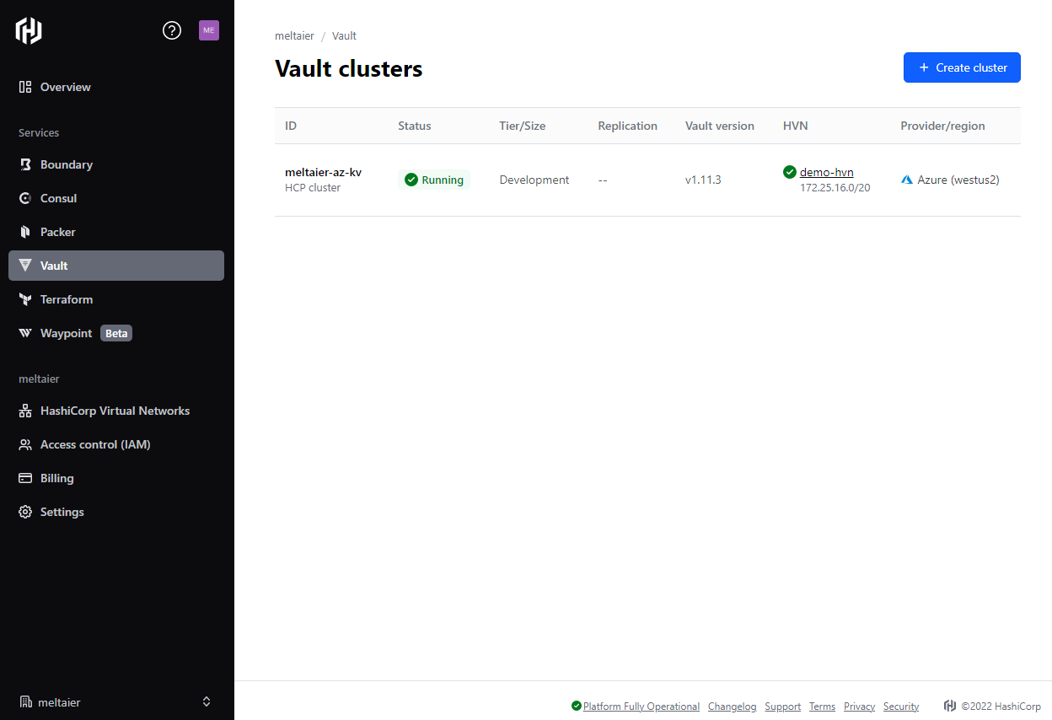 ME
Overview
Services
Boundary
Consul
Packer
Vault
Terraform
Waypoint Beta
meltaier
HashiCorp Virtual Networks
Access control (IAM)
Billing
Settings
meltaier
meltaier / Vault
Vault clusters
+ Create cluster
ID Status Tier/Size Replication Vault version HVN Provider/region
meltaier-az-kv Running Development -- v1.11.3 demo-hvn Azure (westus2)
HCP cluster 172.25.16.0/20
Platform Fully Operational Changelog Support Terms Privacy Security ©2022 HashiCorp